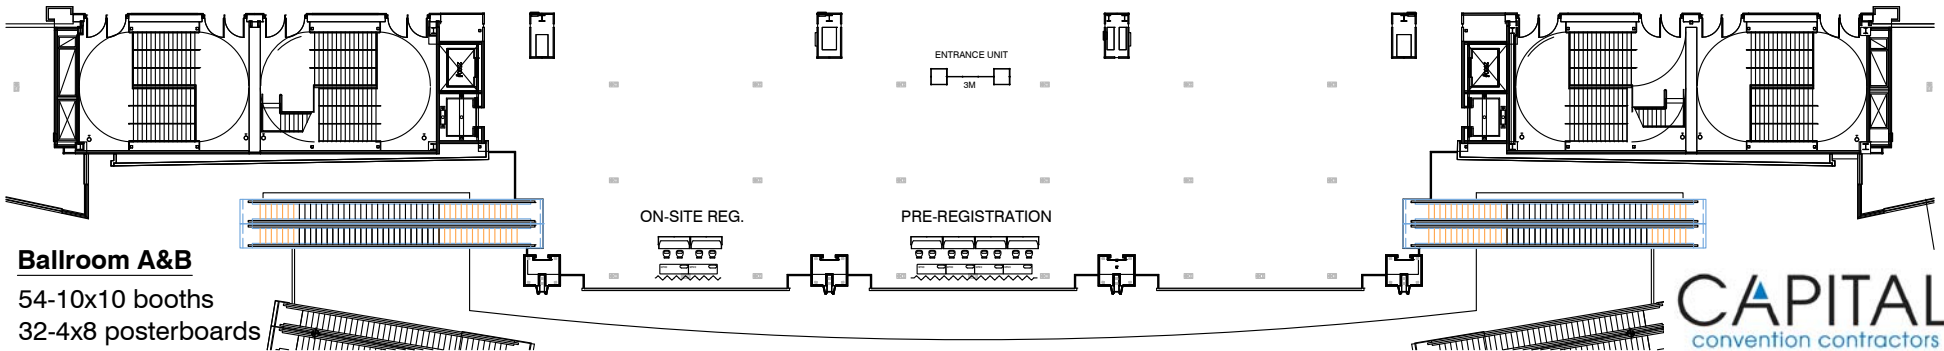 ENTRANCE UNIT
3M
ON-SITE REG.
PRE-REGISTRATION
Ballroom A&B
54-10x10 booths
32-4x8 posterboards
CAPITAL
convention contractors